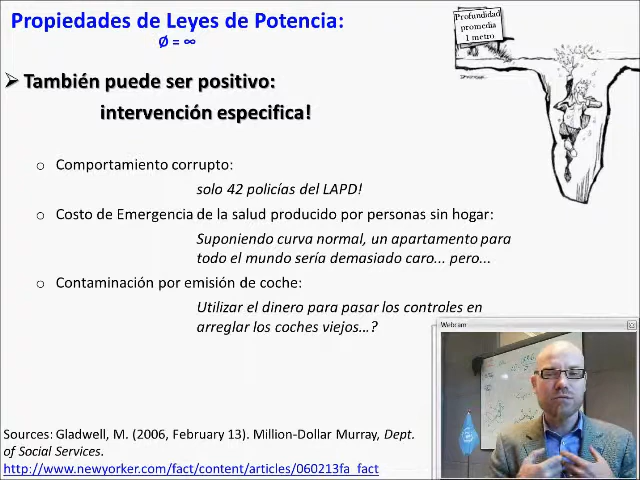 Propiedades de Leyes de Potencia:
Ø = ∞
Profundidad
promedia
1 metro
➢ También puede ser positivo:
intervención especifica!
o Comportamiento corrupto:
solo 42 policías del LAPD!
o Costo de Emergencia de la salud producido por personas sin hogar:
Suponiendo curva normal, un apartamento para
todo el mundo sería demasiado caro... pero...
o Contaminación por emisión de coche:
Utilizar el dinero para pasar los controles en
arreglar los coches viejos...?
Webcam
Sources: Gladwell, M. (2006, February 13). Million-Dollar Murray, Dept.
of Social Services.
http://www.newyorker.com/fact/content/articles/060213fa_fact